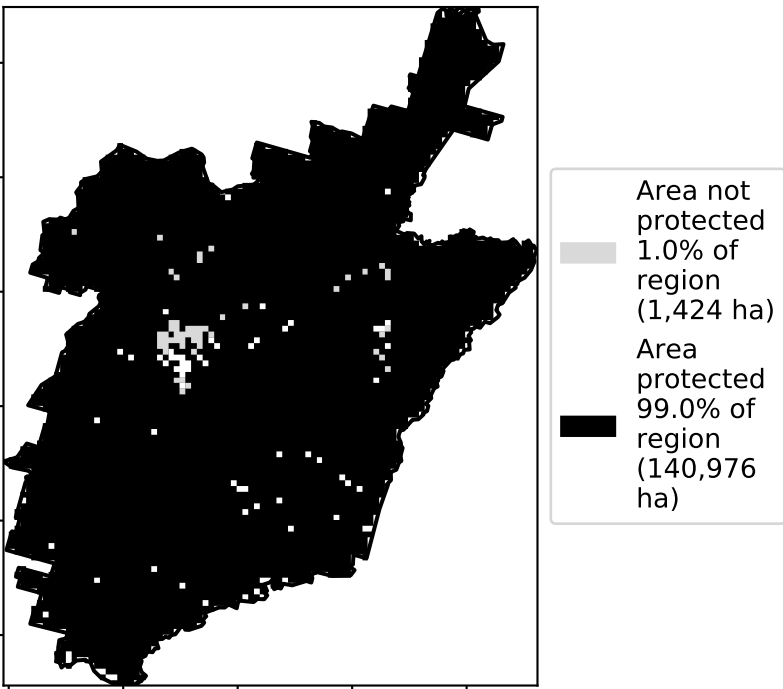 Area not
protected
1.0% of
region
(1,424 ha)
Area
protected
99.0% of
region
(140,976
ha)